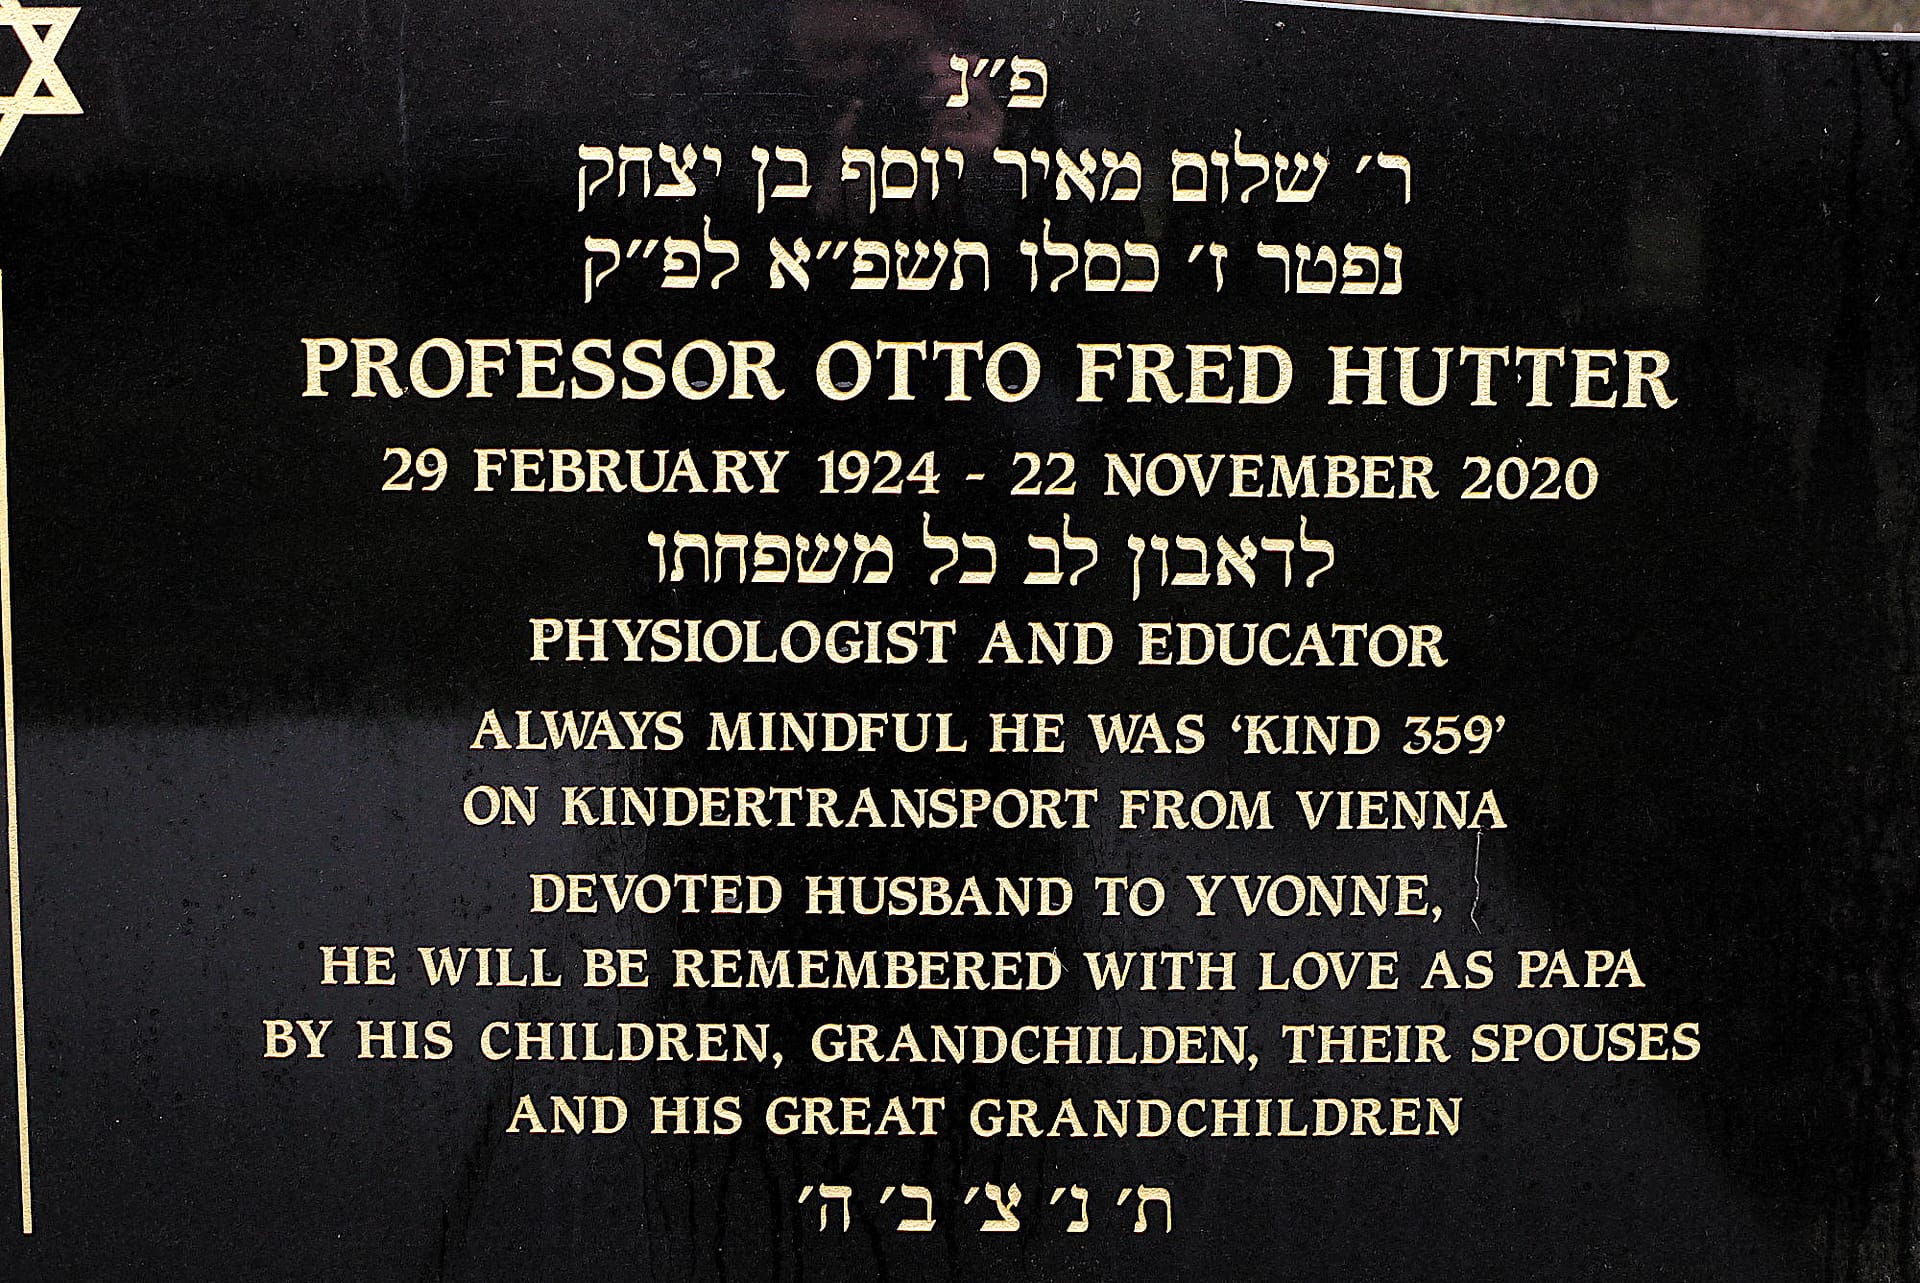 פ״נ
ר׳ שלום מאיר יוסף בן יצחק
נפטר ז׳ כסלו תשפ״א לפ״ק
PROFESSOR OTTO FRED HUTTER
29 FEBRUARY 1924 - 22 NOVEMBER 2020
לדאבון לב כל משפחתו
PHYSIOLOGIST AND EDUCATOR
ALWAYS MINDFUL HE WAS ‘KIND 359’
ON KINDERTRANSPORT FROM VIENNA
DEVOTED HUSBAND TO YVONNE,
HE WILL BE REMEMBERED WITH LOVE AS PAPA
BY HIS CHILDREN, GRANDCHILDEN, THEIR SPOUSES
AND HIS GREAT GRANDCHILDREN
ת׳ נ׳ צ׳ ב׳ ה׳